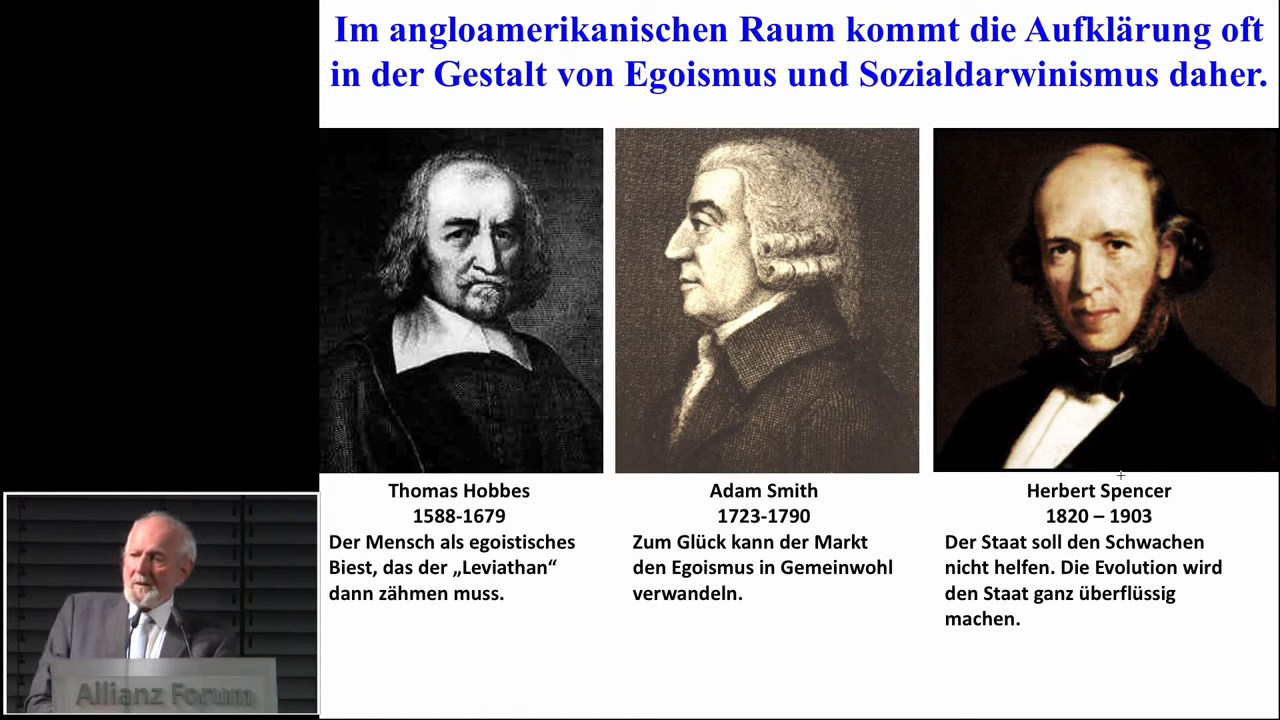 Im angloamerikanischen Raum kommt die Aufklärung oft
in der Gestalt von Egoismus und Sozialdarwinismus daher.
Thomas Hobbes
1588-1679
Der Mensch als egoistisches
Biest, das der „Leviathan“
dann zähmen muss.
Adam Smith
1723-1790
Zum Glück kann der Markt
den Egoismus in Gemeinwohl
verwandeln.
Herbert Spencer
1820 – 1903
Der Staat soll den Schwachen
nicht helfen. Die Evolution wird
den Staat ganz überflüssig
machen.
Allianz Forum